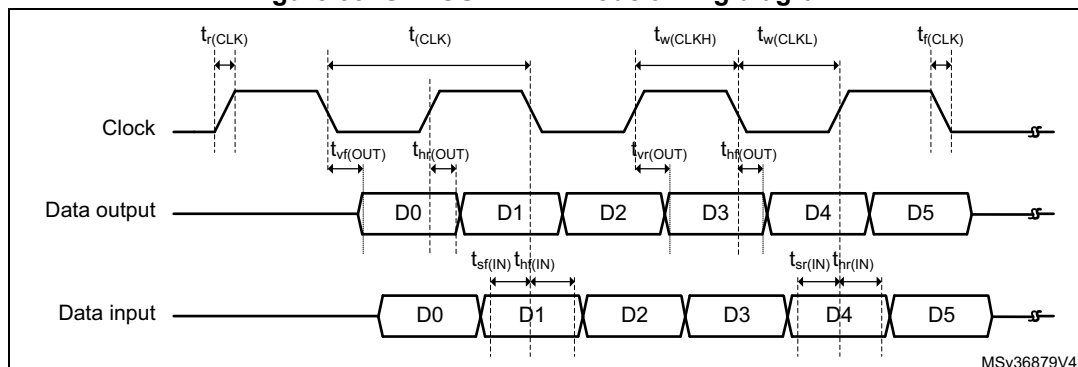 t_r(CLK) t_(CLK) t_w(CLKH) t_w(CLKL) t_f(CLK)
Clock
t_vf(OUT) t_hr(OUT) t_vr(OUT) t_hf(OUT)
Data output D0 D1 D2 D3 D4 D5
t_sf(IN) t_hf(IN) t_sr(IN) t_hr(IN)
Data input D0 D1 D2 D3 D4 D5
MSv36879V4